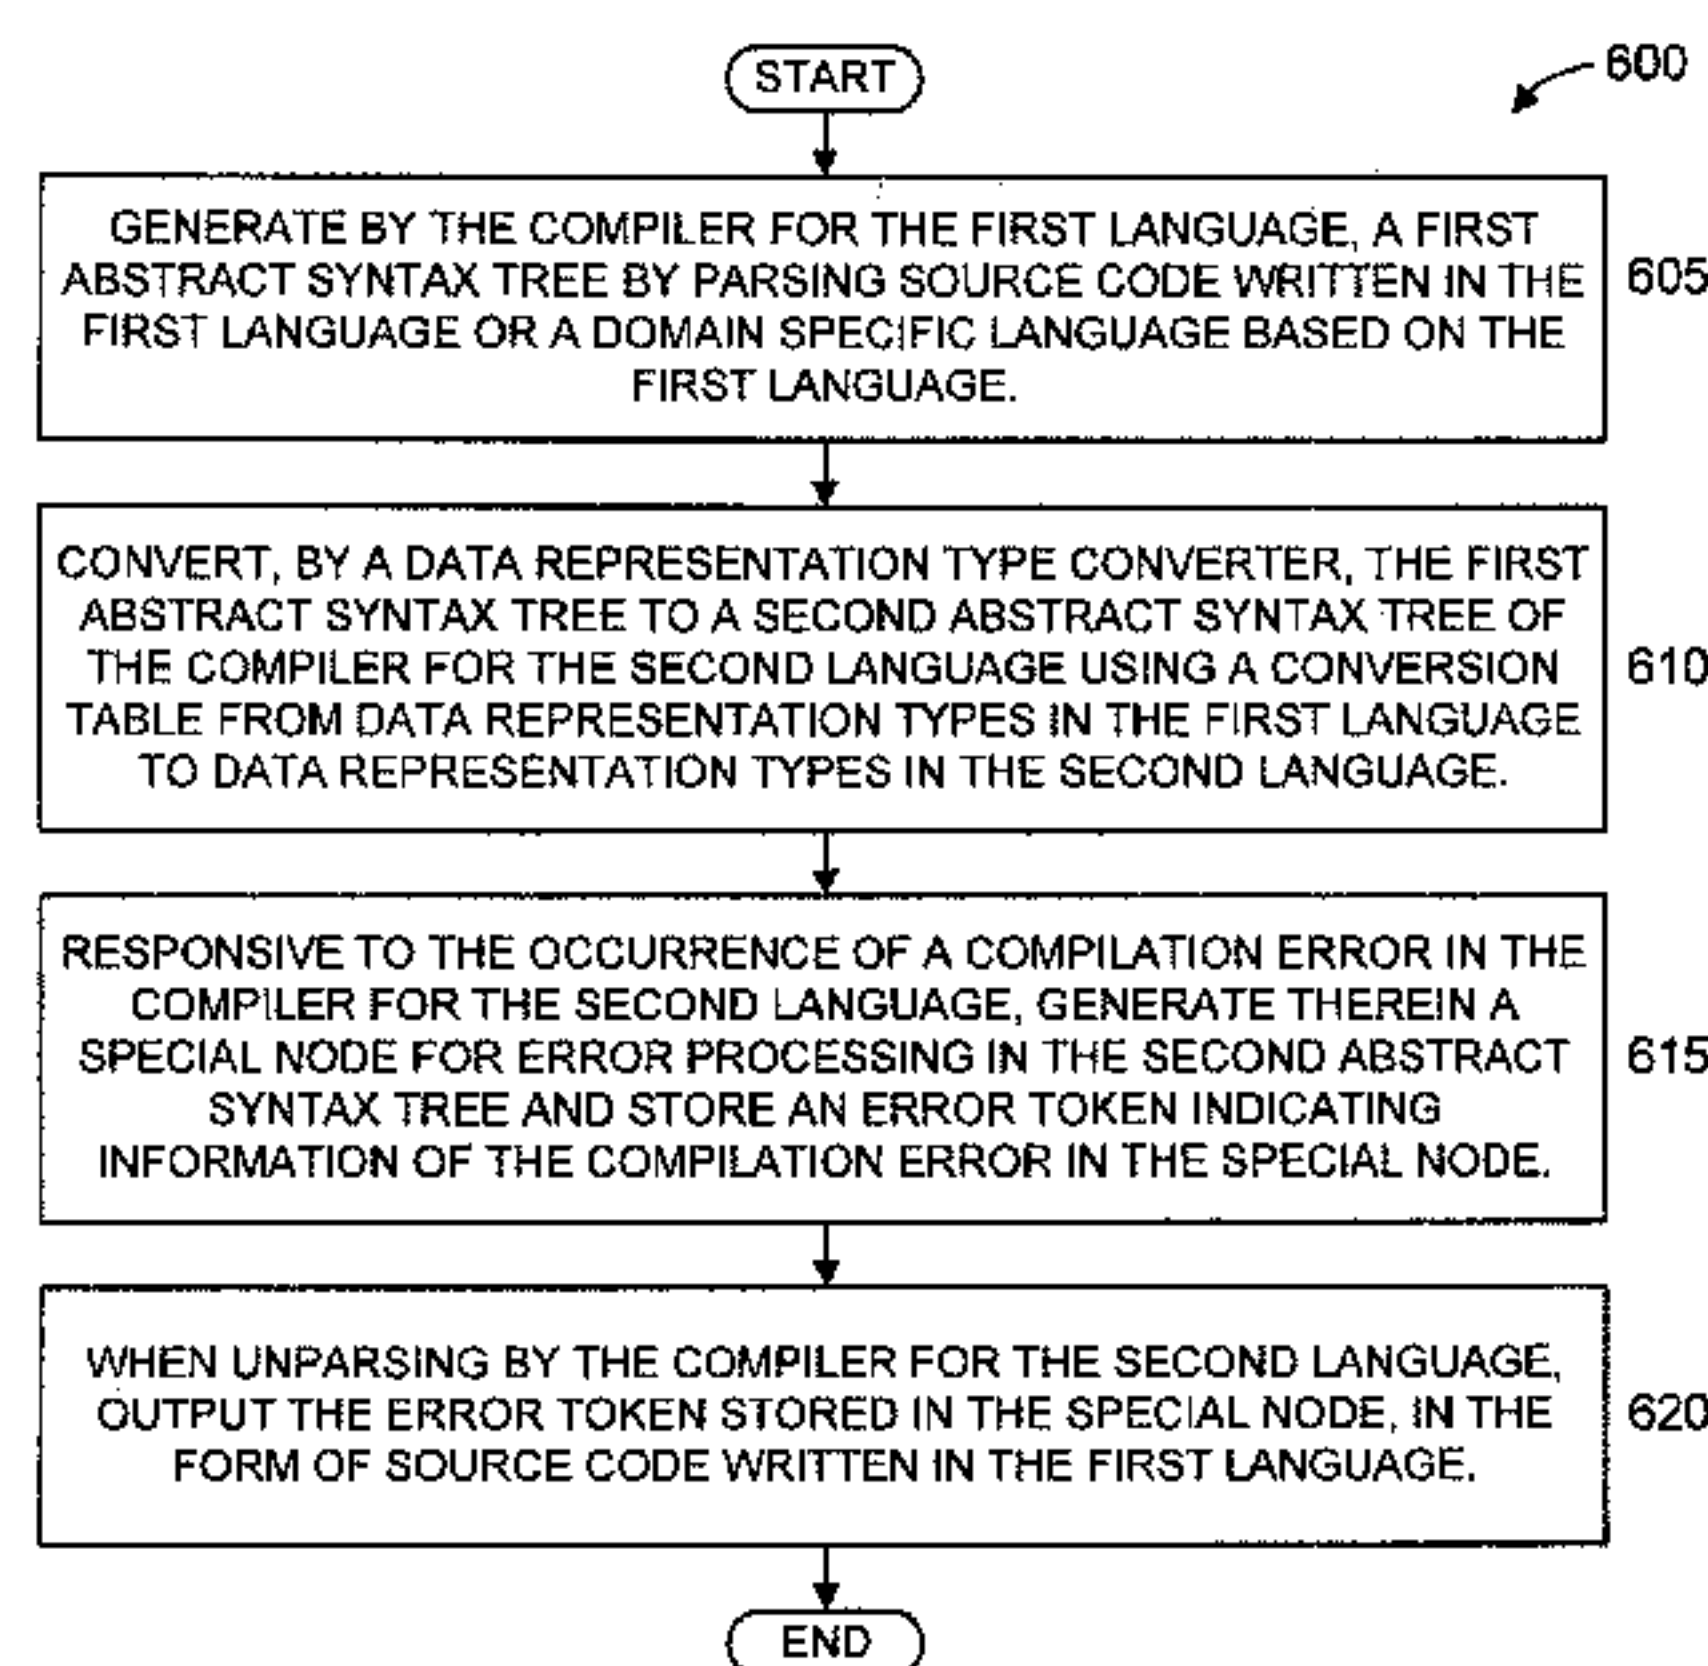 START
600
GENERATE BY THE COMPILER FOR THE FIRST LANGUAGE, A FIRST
ABSTRACT SYNTAX TREE BY PARSING SOURCE CODE WRITTEN IN THE
FIRST LANGUAGE OR A DOMAIN SPECIFIC LANGUAGE BASED ON THE
FIRST LANGUAGE.
605
CONVERT, BY A DATA REPRESENTATION TYPE CONVERTER, THE FIRST
ABSTRACT SYNTAX TREE TO A SECOND ABSTRACT SYNTAX TREE OF
THE COMPILER FOR THE SECOND LANGUAGE USING A CONVERSION
TABLE FROM DATA REPRESENTATION TYPES IN THE FIRST LANGUAGE
TO DATA REPRESENTATION TYPES IN THE SECOND LANGUAGE.
610
RESPONSIVE TO THE OCCURRENCE OF A COMPILATION ERROR IN THE
COMPILER FOR THE SECOND LANGUAGE, GENERATE THEREIN A
SPECIAL NODE FOR ERROR PROCESSING IN THE SECOND ABSTRACT
SYNTAX TREE AND STORE AN ERROR TOKEN INDICATING
INFORMATION OF THE COMPILATION ERROR IN THE SPECIAL NODE.
615
WHEN UNPARSING BY THE COMPILER FOR THE SECOND LANGUAGE,
OUTPUT THE ERROR TOKEN STORED IN THE SPECIAL NODE, IN THE
FORM OF SOURCE CODE WRITTEN IN THE FIRST LANGUAGE.
620
END